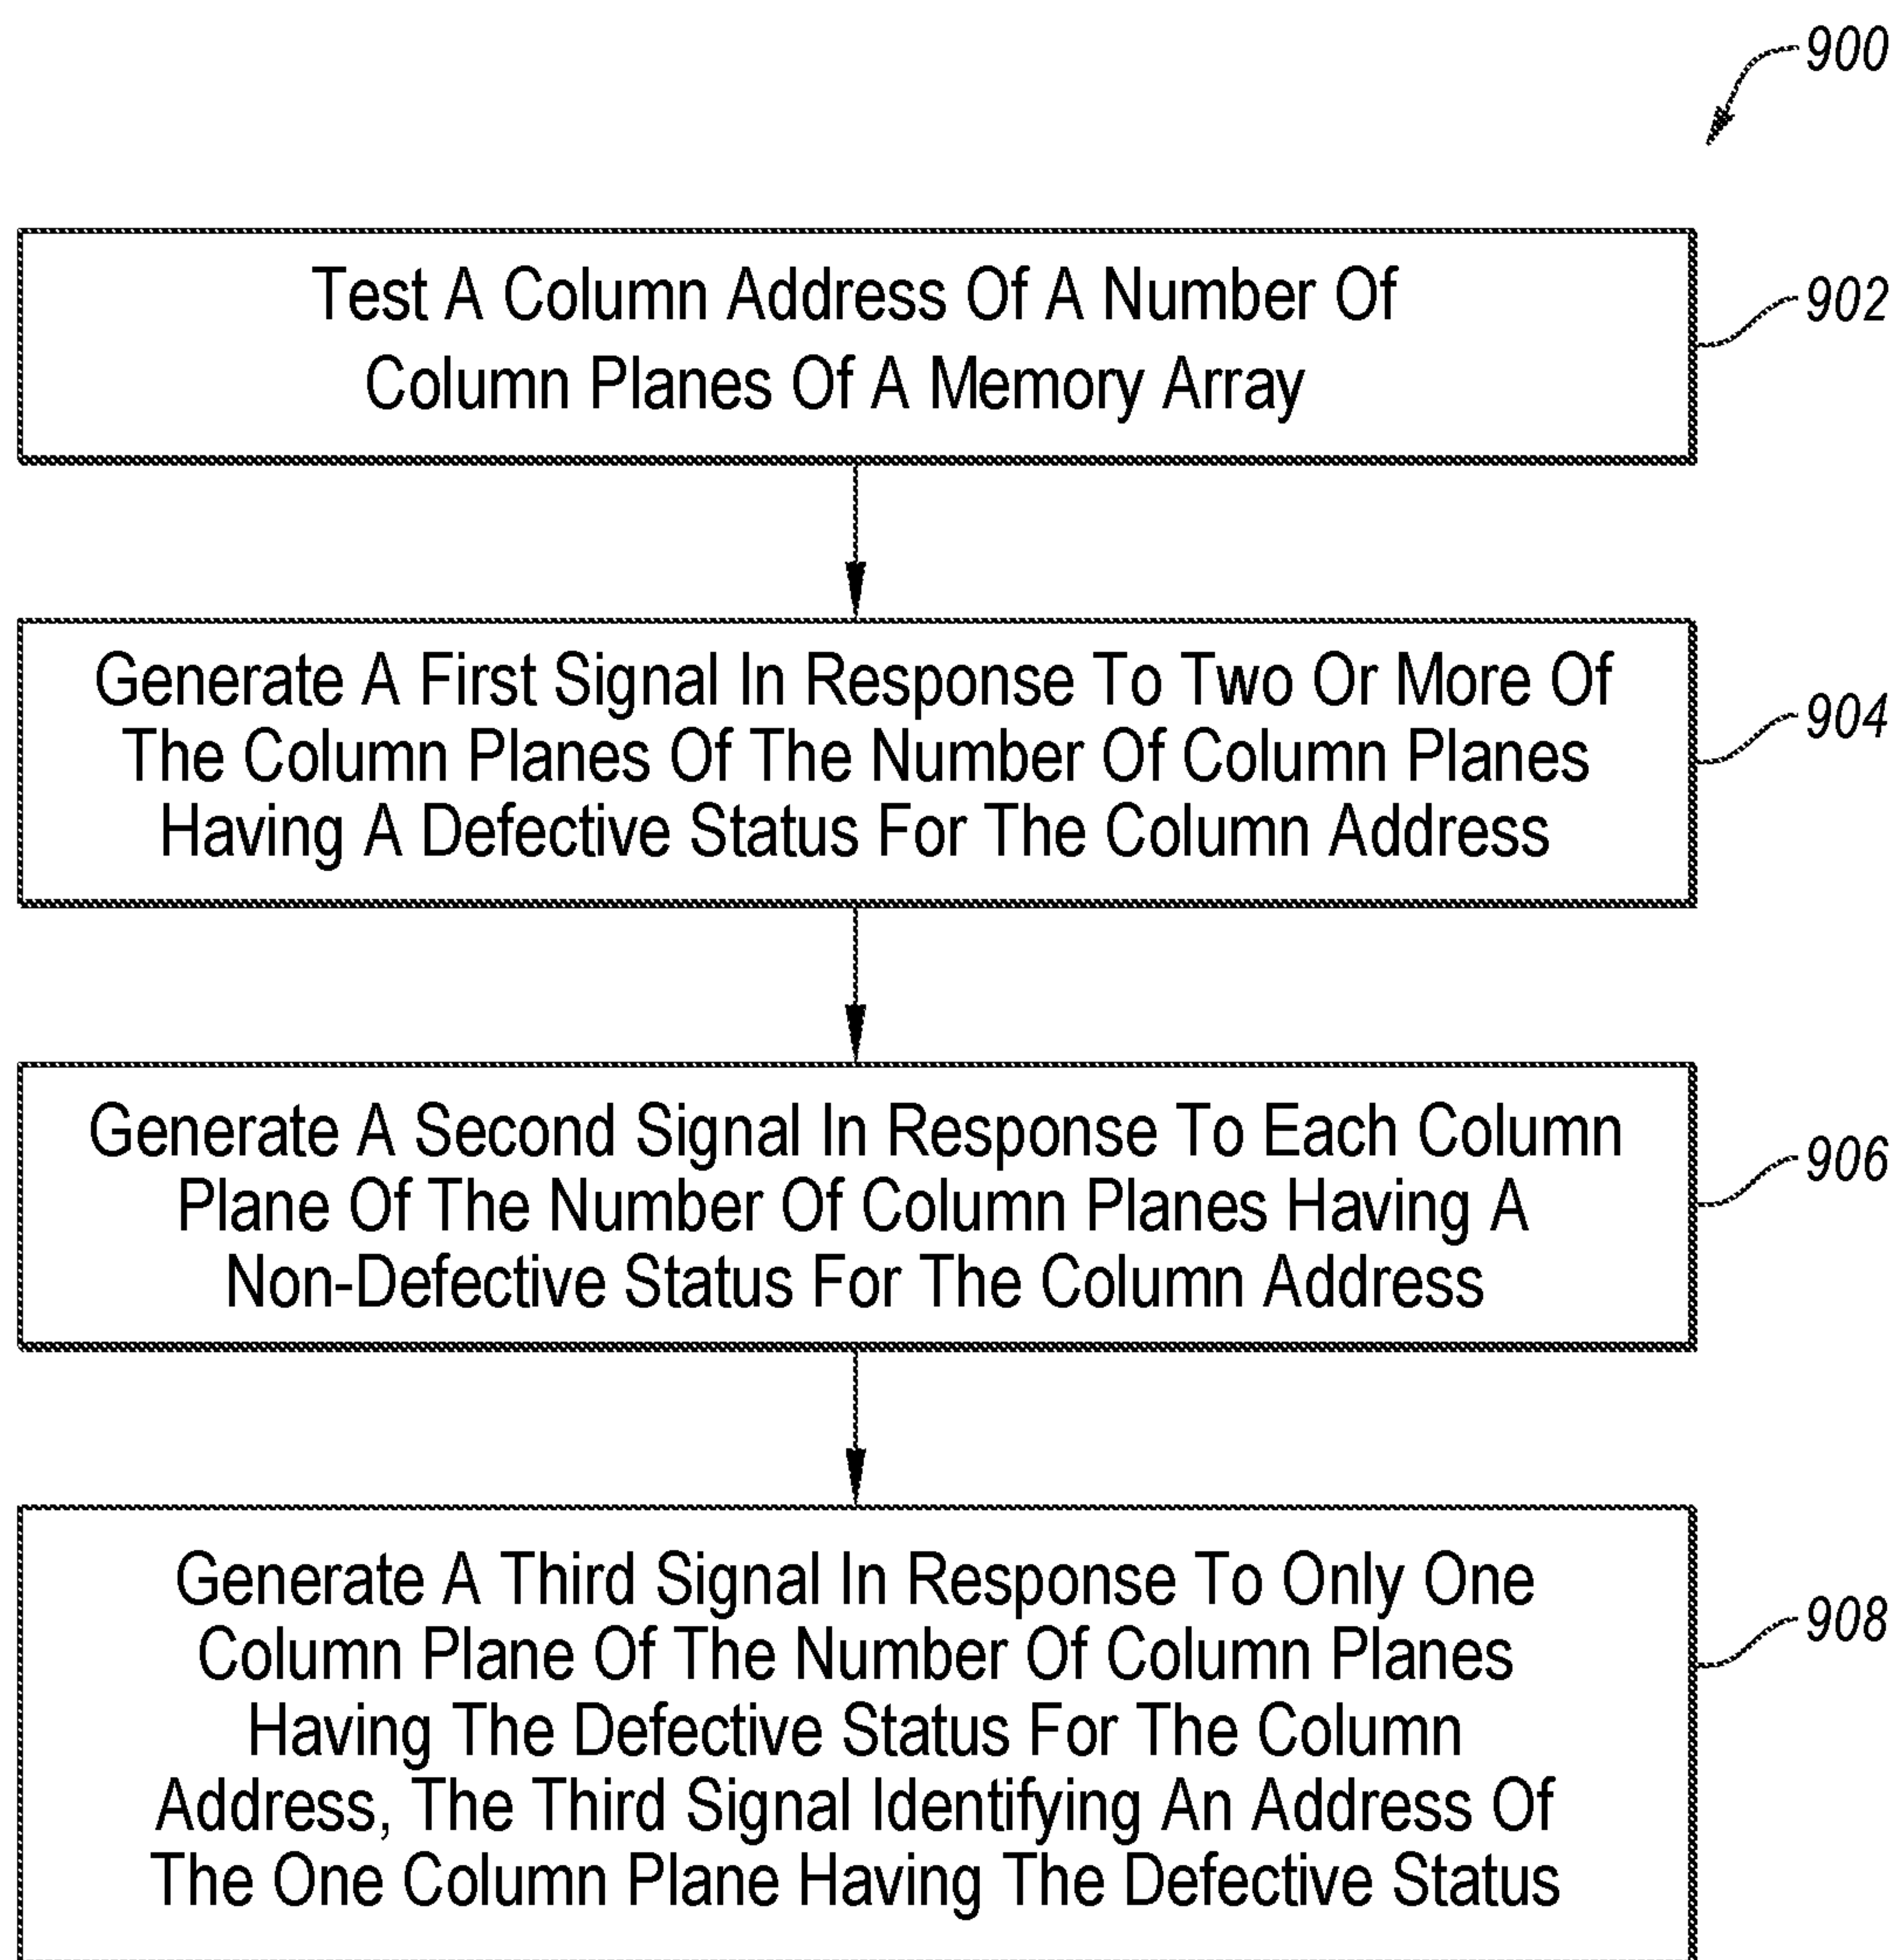 900
Test A Column Address Of A Number Of
Column Planes Of A Memory Array
902
Generate A First Signal In Response To Two Or More Of
The Column Planes Of The Number Of Column Planes
Having A Defective Status For The Column Address
904
Generate A Second Signal In Response To Each Column
Plane Of The Number Of Column Planes Having A
Non-Defective Status For The Column Address
906
Generate A Third Signal In Response To Only One
Column Plane Of The Number Of Column Planes
Having The Defective Status For The Column
Address, The Third Signal Identifying An Address Of
The One Column Plane Having The Defective Status
908